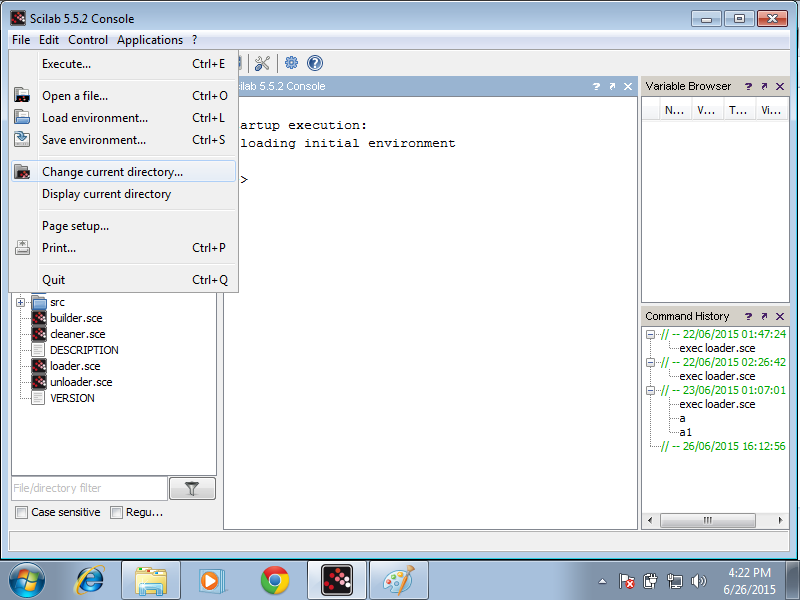 Scilab 5.5.2 Console
File Edit Control Applications ?
Execute... Ctrl+E
Open a file... Ctrl+O
Load environment... Ctrl+L
Save environment... Ctrl+S
Change current directory...
Display current directory
Page setup...
Print... Ctrl+P
Quit Ctrl+Q
src
builder.sce
cleaner.sce
DESCRIPTION
loader.sce
unloader.sce
VERSION
File/directory filter
Case sensitive Regu...
ilab 5.5.2 Console ?
artup execution:
loading initial environment
>
Variable Browser ?
N... V... T... Vi...
Command History ?
// -- 22/06/2015 01:47:24
exec loader.sce
// -- 22/06/2015 02:26:42
exec loader.sce
// -- 23/06/2015 01:07:01
exec loader.sce
a
a1
// -- 26/06/2015 16:12:56
4:22 PM
6/26/2015